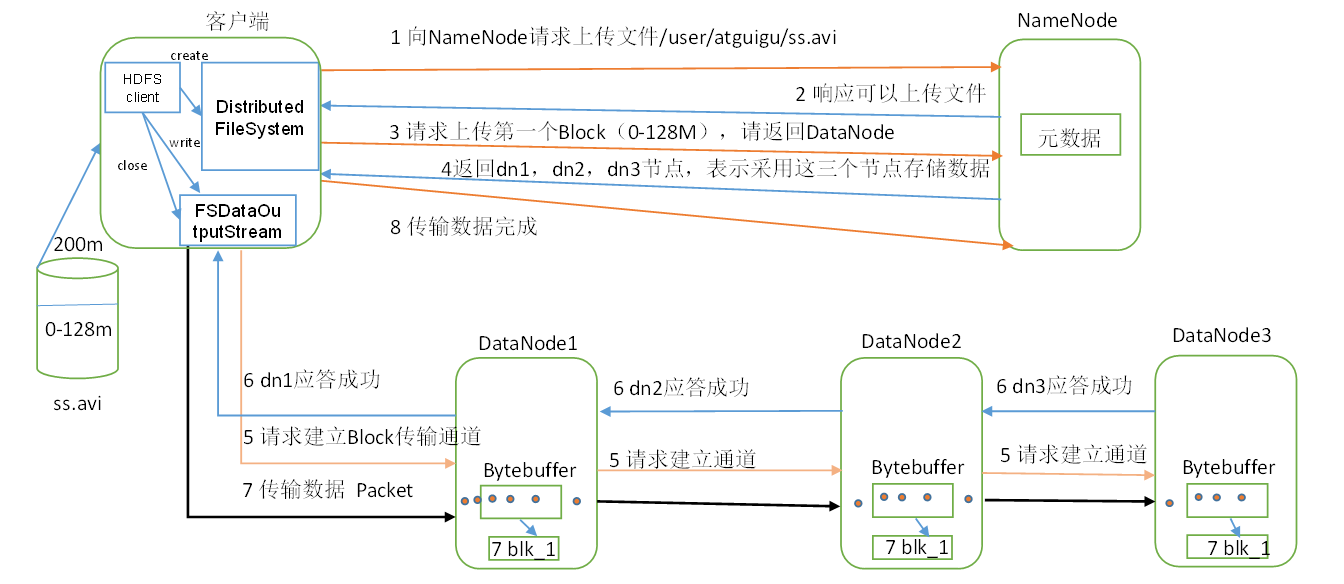 客户端
NameNode
1 向NameNode请求上传文件/user/atguigu/ss.avi
create
HDFS
client
Distributed
FileSystem
2 响应可以上传文件
3 请求上传第一个Block（0-128M），请返回DataNode
元数据
write
close
4返回dn1，dn2，dn3节点，表示采用这三个节点存储数据
FSDataOu
tputStream
8 传输数据完成
200m
0-128m
ss.avi
DataNode1
DataNode2
DataNode3
6 dn1应答成功
6 dn2应答成功
6 dn3应答成功
5 请求建立Block传输通道
5 请求建立通道
5 请求建立通道
Bytebuffer
Bytebuffer
Bytebuffer
7 传输数据 Packet
7 blk_1
7 blk_1
7 blk_1